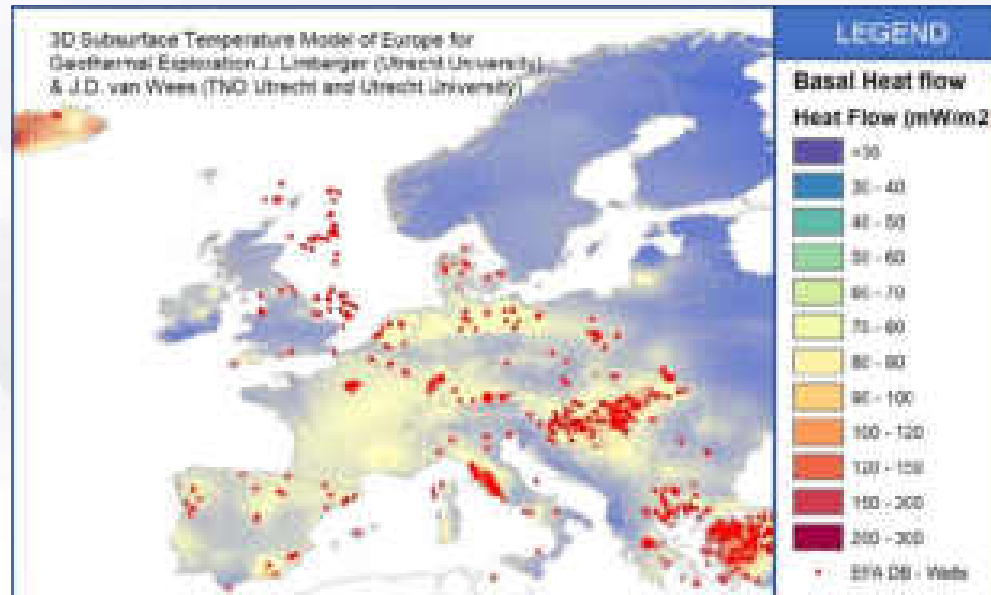 3D Subsurface Temperature Model of Europe for
Geothermal Exploration J. Limberger (Utrecht University)
& J.D. van Wees (TNO Utrecht and Utrecht University)
LEGEND
Basal Heat flow
Heat Flow (mW/m2
<30
30 - 40
40 - 50
50 - 60
60 - 70
70 - 80
80 - 90
90 - 100
100 - 120
120 - 150
150 - 200
200 - 300
DB - Wells